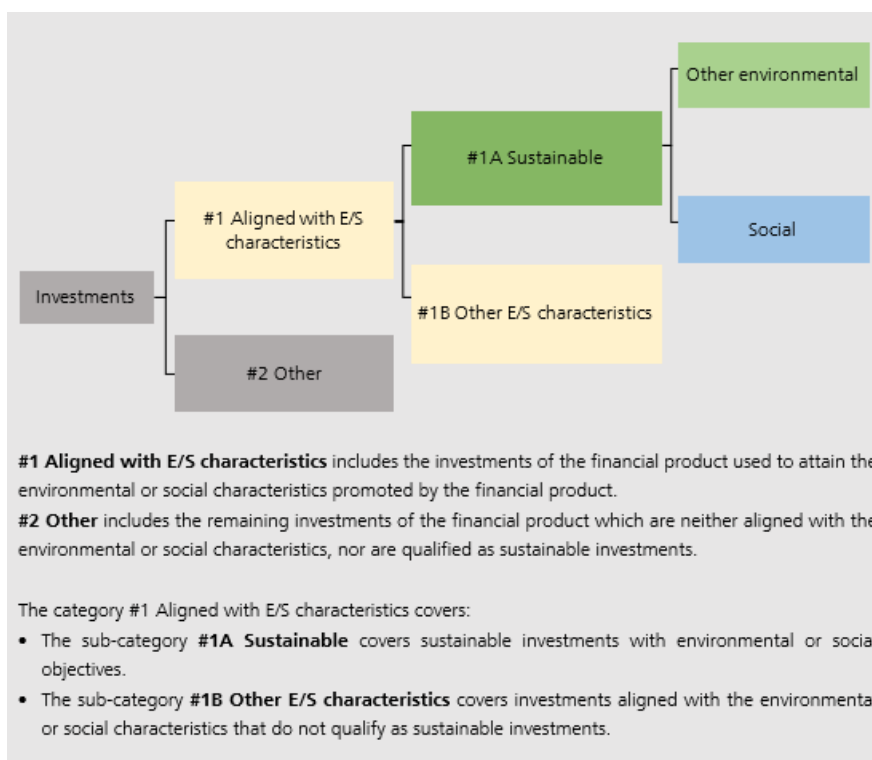 Other environmental
#1A Sustainable
#1 Aligned with E/S
characteristics
Social
Investments
#1B Other E/S characteristics
#2 Other
#1 Aligned with E/S characteristics includes the investments of the financial product used to attain the
environmental or social characteristics promoted by the financial product.
#2 Other includes the remaining investments of the financial product which are neither aligned with the
environmental or social characteristics, nor are qualified as sustainable investments.
The category #1 Aligned with E/S characteristics covers:
• The sub-category #1A Sustainable covers sustainable investments with environmental or socia
objectives.
• The sub-category #1B Other E/S characteristics covers investments aligned with the environmenta
or social characteristics that do not qualify as sustainable investments.